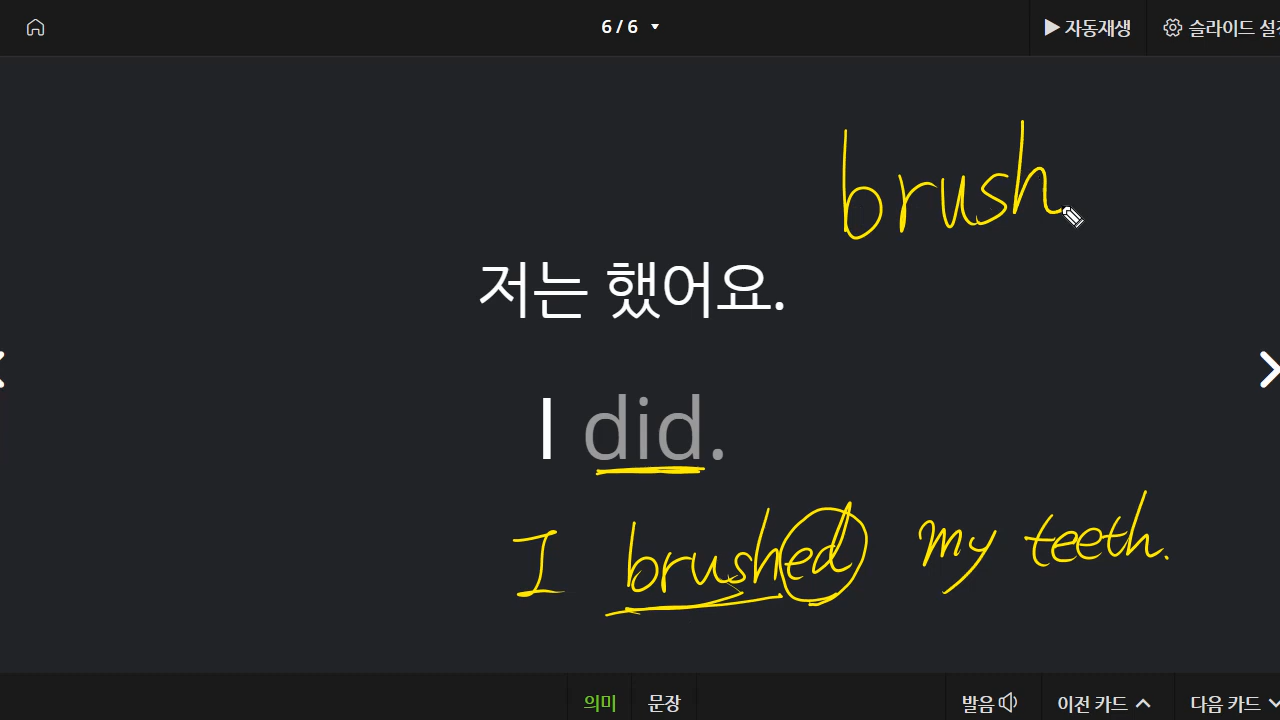 6 / 6
자동재생
슬라이드 설
brush
저는 했어요.
I did.
I brushed my teeth.
의미
문장
발음
이전 카드
다음 카드